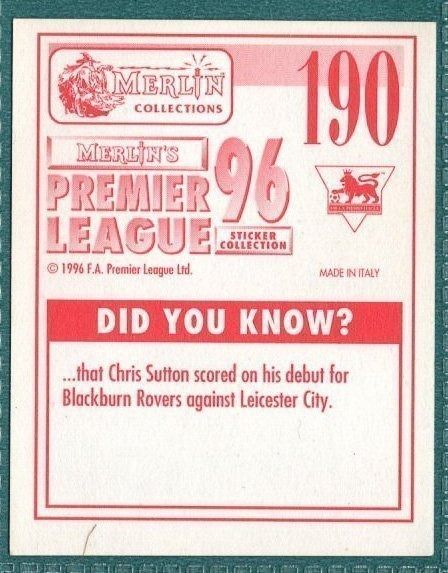 MERLIN
COLLECTIONS
190
MERLIN'S
PREMIER
LEAGUE
96
STICKER
COLLECTION
© 1996 F.A. Premier League Ltd.
MADE IN ITALY
DID YOU KNOW?
...that Chris Sutton scored on his debut for
Blackburn Rovers against Leicester City.